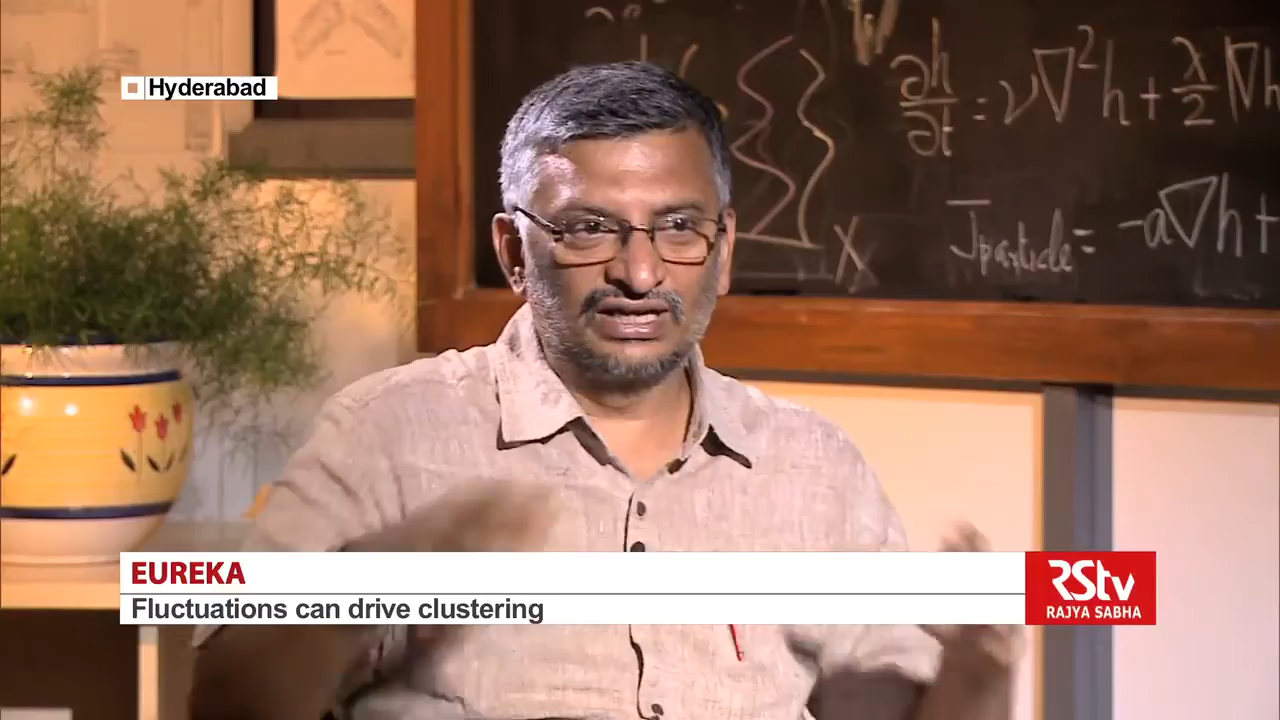 Hyderabad
∂h/∂t = ν∇²h + λ/2 |∇h
J particle = -a∇h +
X
EUREKA
Fluctuations can drive clustering
RSTV
RAJYA SABHA